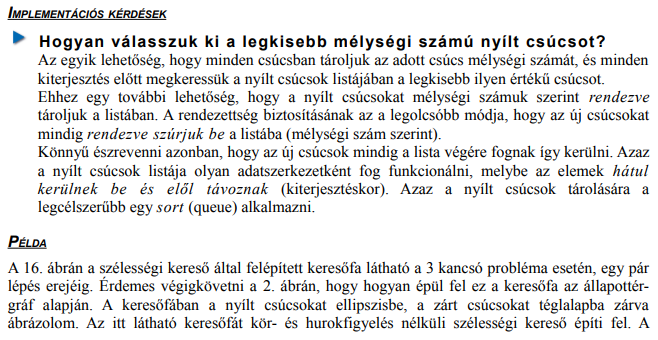 IMPLEMENTÁCIÓS KÉRDÉSEK
Hogyan válasszuk ki a legkisebb mélységi számú nyílt csúcsot?
Az egyik lehetőség, hogy minden csúcsban tároljuk az adott csúcs mélységi számát, és minden
kiterjesztés előtt megkeressük a nyílt csúcsok listájában a legkisebb ilyen értékű csúcsot.
Ehhez egy további lehetőség, hogy a nyílt csúcsokat mélységi számuk szerint rendezve
tároljuk a listában. A rendezettség biztosításának az a legolcsóbb módja, hogy az új csúcsokat
mindig rendezve szúrjuk be a listába (mélységi szám szerint).
Könnyű észrevenni azonban, hogy az új csúcsok mindig a lista végére fognak így kerülni. Azaz
a nyílt csúcsok listája olyan adatszerkezetként fog funkcionálni, melybe az elemek hátul
kerülnek be és elől távoznak (kiterjesztéskor). Azaz a nyílt csúcsok tárolására a
legcélszerűbb egy sort (queue) alkalmazni.
PÉLDA
A 16. ábrán a szélességi kereső által felépített keresőfa látható a 3 kancsó probléma esetén, egy pár
lépés erejéig. Érdemes végigkövetni a 2. ábrán, hogy hogyan épül fel ez a keresőfa az állapottér-
gráf alapján. A keresőfában a nyílt csúcsokat ellipszisbe, a zárt csúcsokat téglalapba zárva
ábrázolom. Az itt látható keresőfát kör- és hurokfigyelés nélküli szélességi kereső építi fel. A